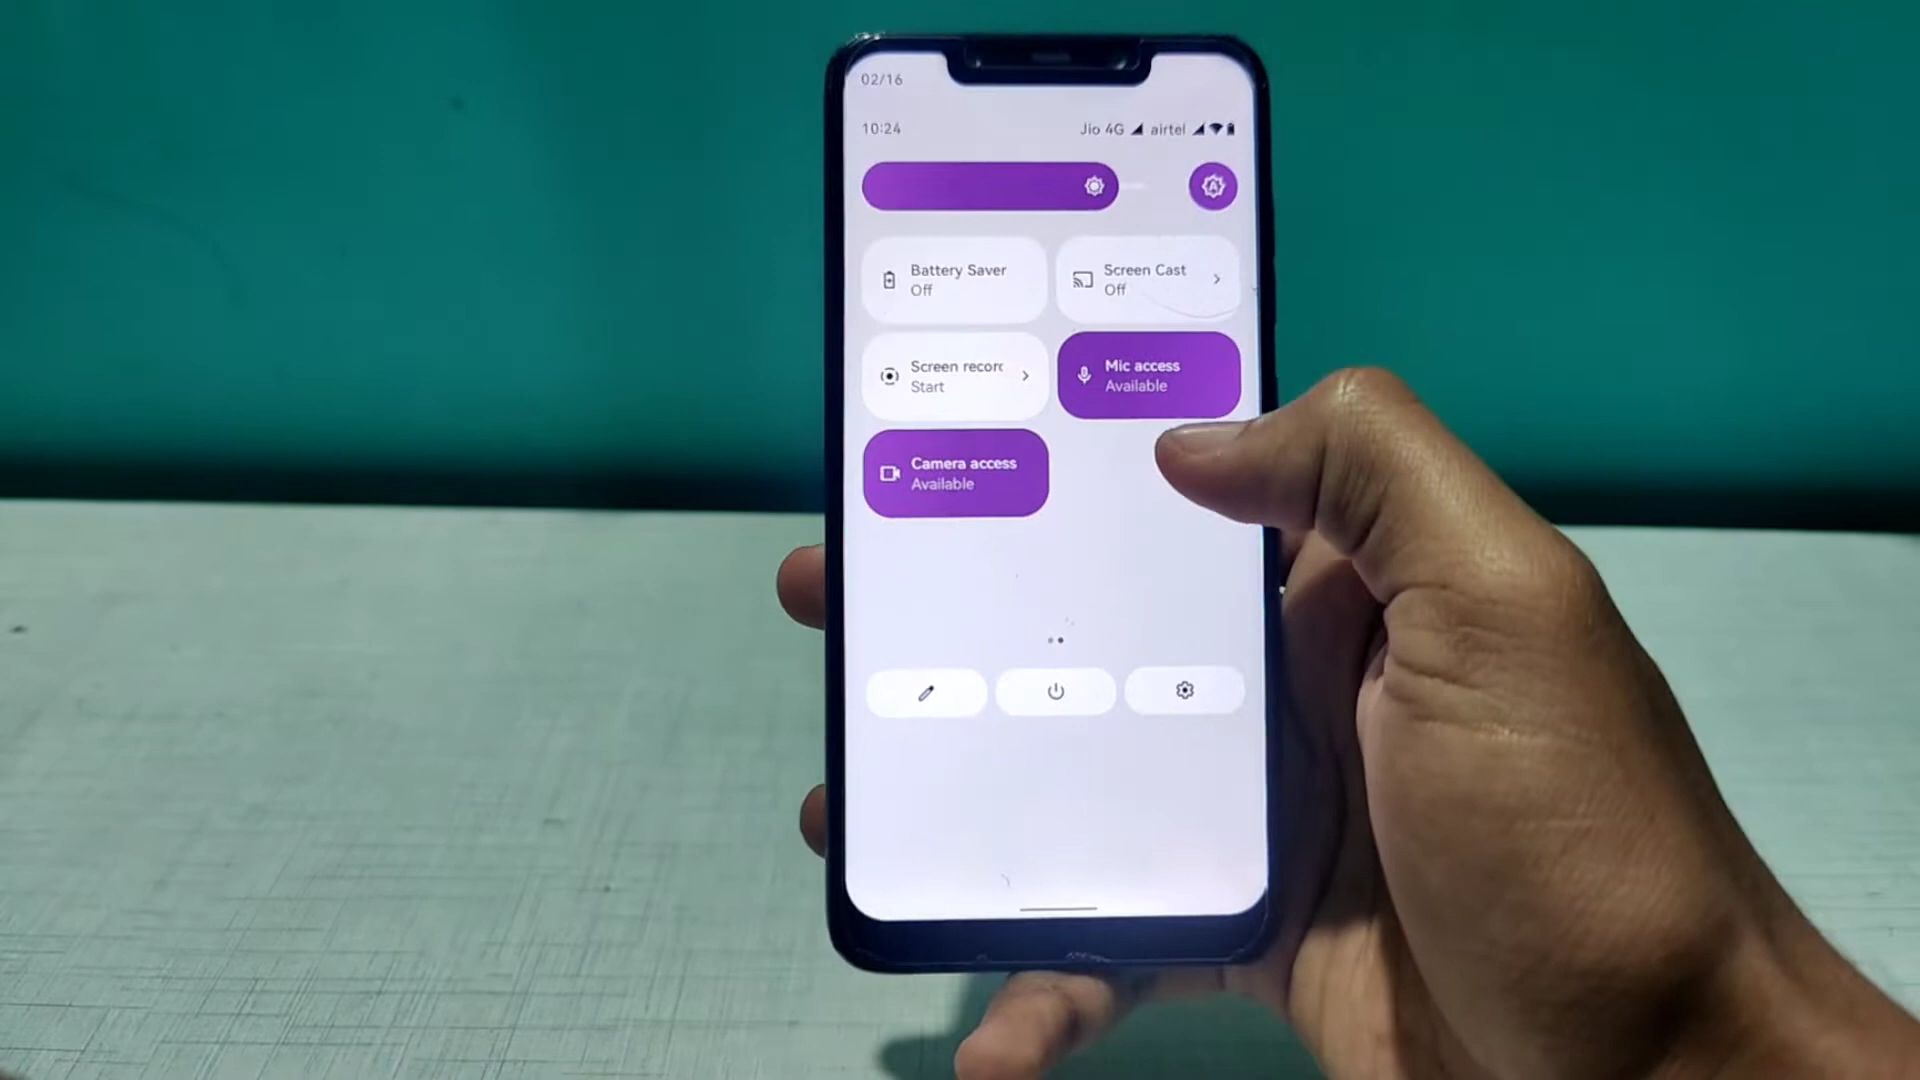 02/16
10:24 Jio 4G airtel
Battery Saver
Off
Screen Cast
Off
Screen recor
Start
Mic access
Available
Camera access
Available